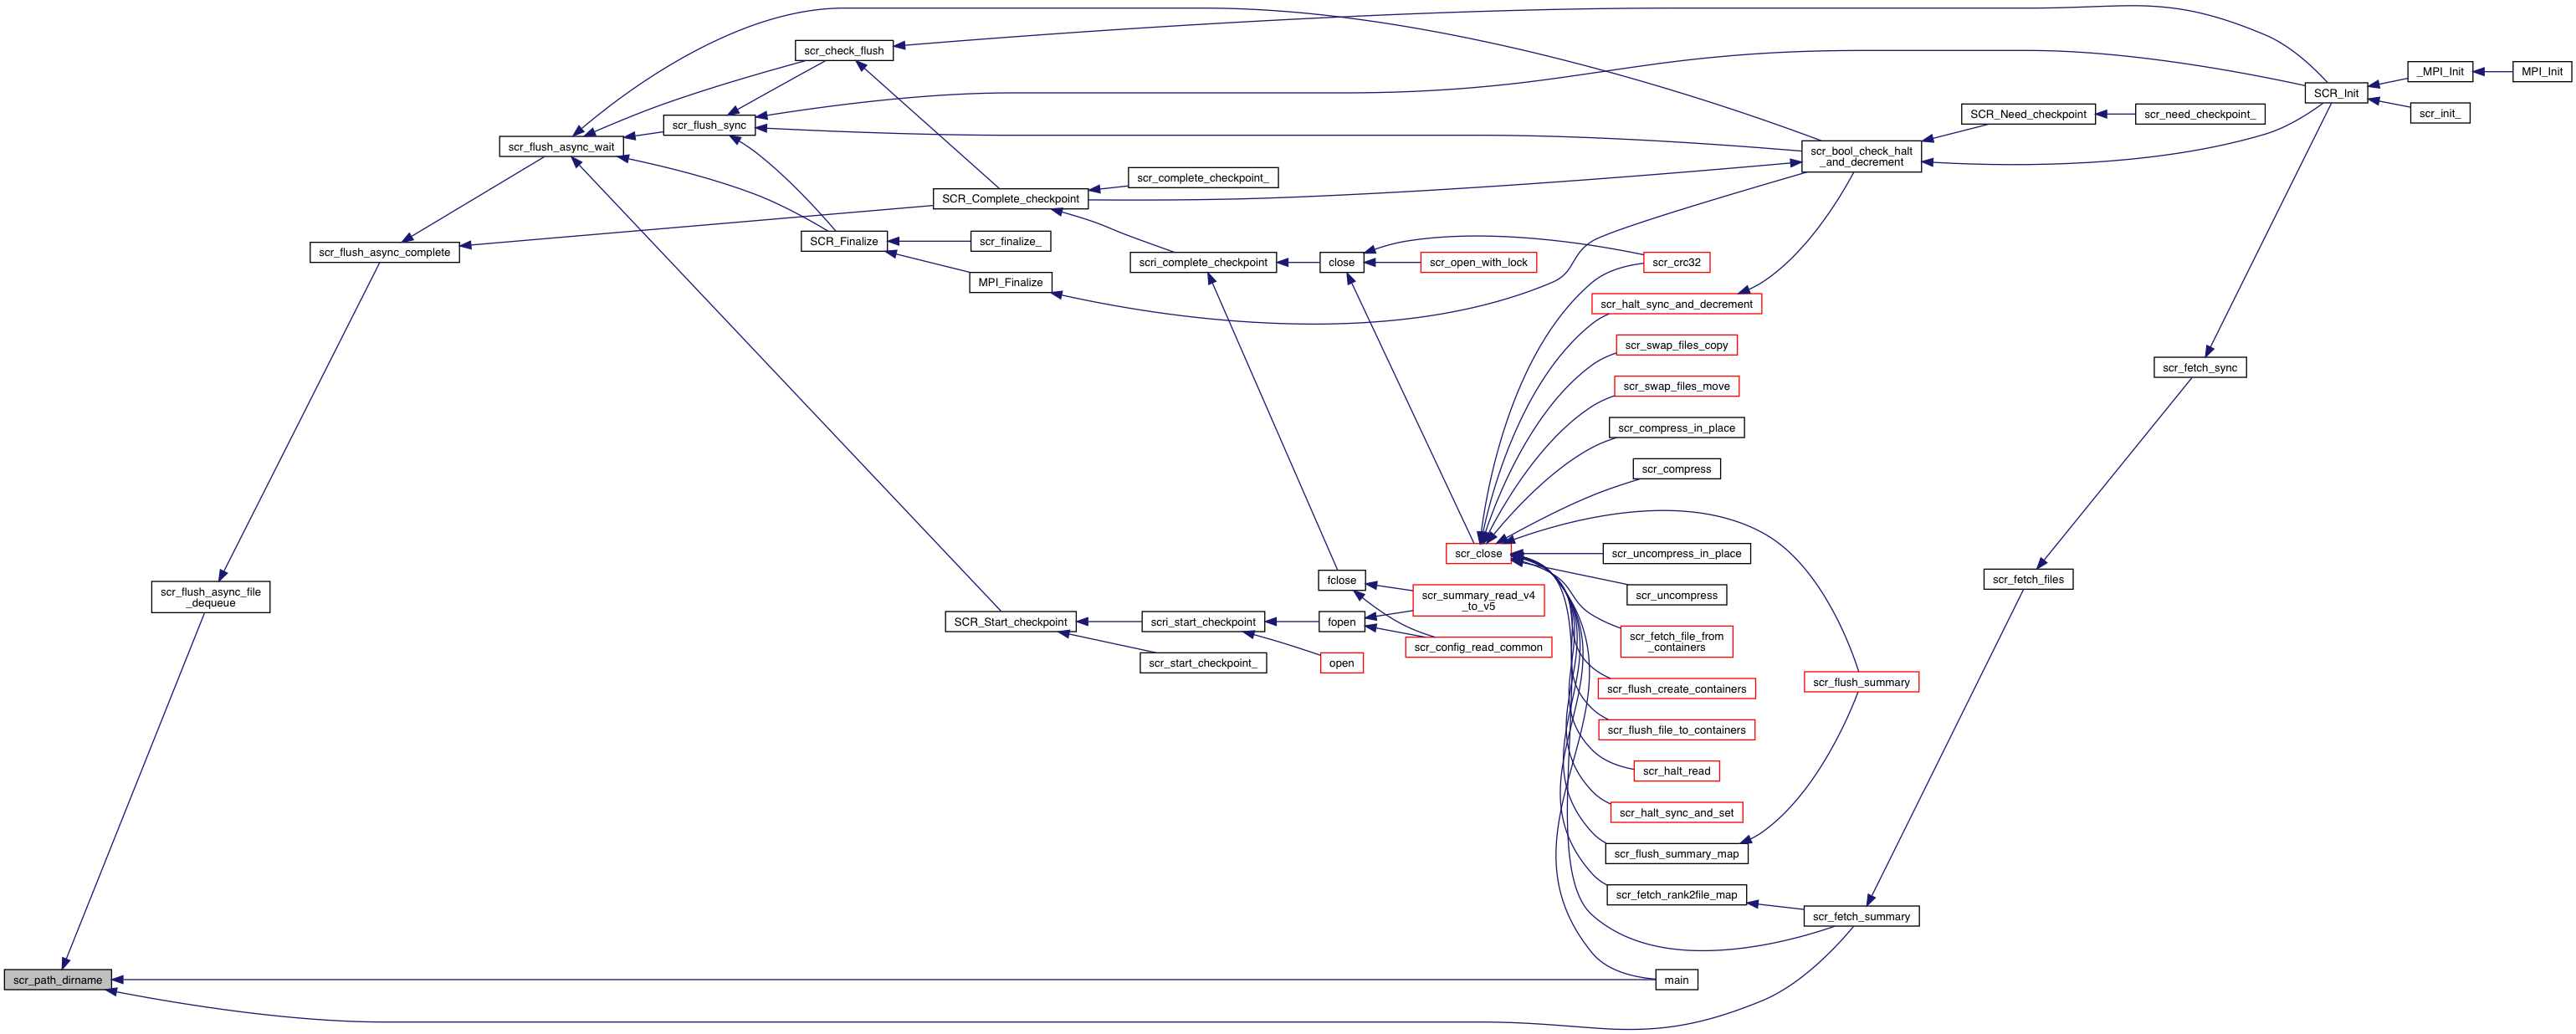 scr_check_flush
_MPI_Init
MPI_Init
SCR_Init
scr_init_
SCR_Need_checkpoint
scr_need_checkpoint_
scr_flush_sync
scr_flush_async_wait
scr_bool_check_halt
_and_decrement
scr_complete_checkpoint_
SCR_Complete_checkpoint
SCR_Finalize
scr_finalize_
scr_flush_async_complete
scri_complete_checkpoint
close
scr_open_with_lock
scr_crc32
MPI_Finalize
scr_halt_sync_and_decrement
scr_swap_files_copy
scr_fetch_sync
scr_swap_files_move
scr_compress_in_place
scr_compress
scr_close
scr_uncompress_in_place
scr_fetch_files
fclose
scr_flush_async_file
_dequeue
scr_summary_read_v4
_to_v5
scr_uncompress
SCR_Start_checkpoint
scri_start_checkpoint
fopen
scr_fetch_file_from
_containers
scr_config_read_common
scr_start_checkpoint_
open
scr_flush_summary
scr_flush_create_containers
scr_flush_file_to_containers
scr_halt_read
scr_halt_sync_and_set
scr_flush_summary_map
scr_fetch_rank2file_map
scr_fetch_summary
scr_path_dirname
main